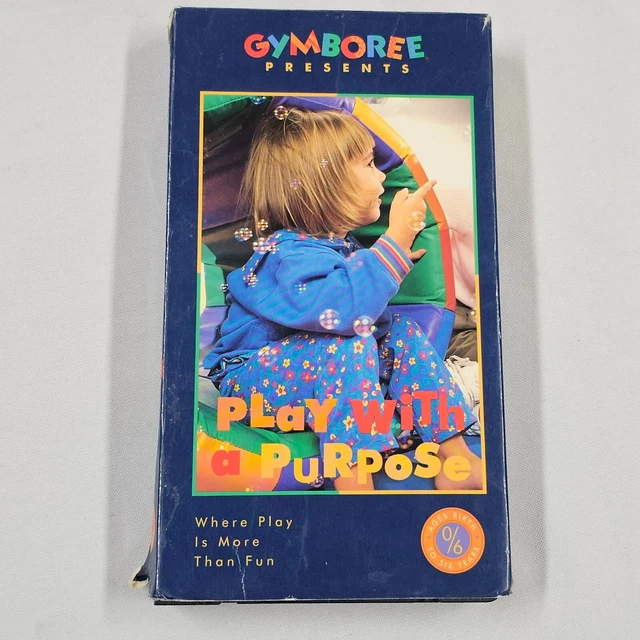 GYMBOREE
PRESENTS
PLaY WiTh
a PuRPoSe
Where Play
Is More
Than Fun
AGES BIRTH
0/6
TO SIX YEARS